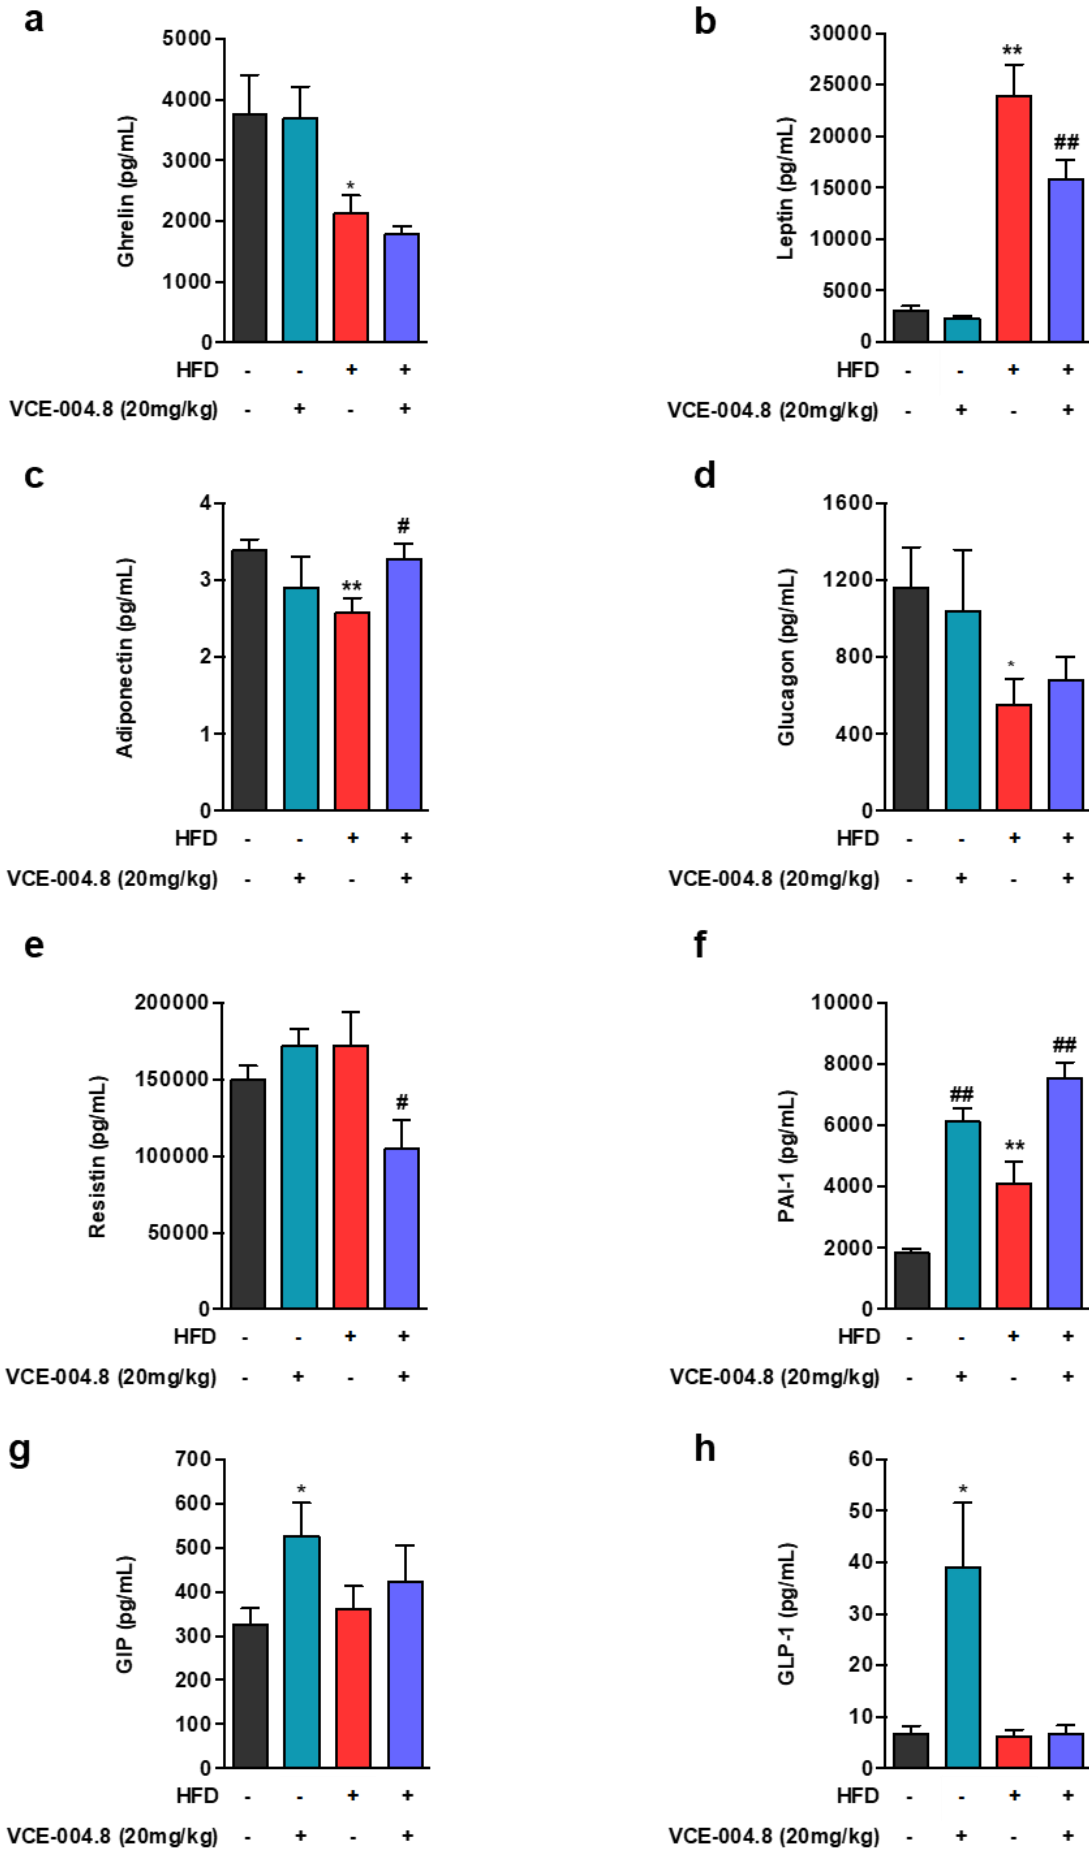 a
5000
4000
3000
2000
1000
0
Ghrelin (pg/mL)
*
HFD - - + +
VCE-004.8 (20mg/kg) - + - +
b
30000
25000
20000
15000
10000
5000
0
Leptin (pg/mL)
**
##
HFD - - + +
VCE-004.8 (20mg/kg) - + - +
c
4
3
2
1
0
Adiponectin (pg/mL)
**
#
HFD - - + +
VCE-004.8 (20mg/kg) - + - +
d
1600
1200
800
400
0
Glucagon (pg/mL)
*
HFD - - + +
VCE-004.8 (20mg/kg) - + - +
e
200000
150000
100000
50000
0
Resistin (pg/mL)
#
HFD - - + +
VCE-004.8 (20mg/kg) - + - +
f
10000
8000
6000
4000
2000
0
PAI-1 (pg/mL)
##
**
##
HFD - - + +
VCE-004.8 (20mg/kg) - + - +
g
700
600
500
400
300
200
100
0
GIP (pg/mL)
*
HFD - - + +
VCE-004.8 (20mg/kg) - + - +
h
60
50
40
30
20
10
0
GLP-1 (pg/mL)
*
HFD - - + +
VCE-004.8 (20mg/kg) - + - +